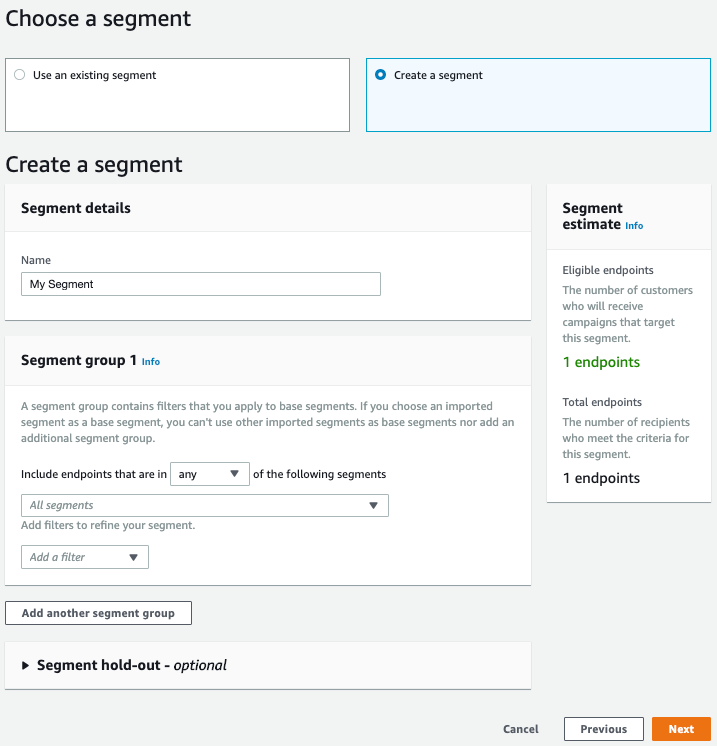 Choose a segment
Use an existing segment
Create a segment
Create a segment
Segment details
Name
My Segment
Segment group 1 Info
A segment group contains filters that you apply to base segments. If you choose an imported
segment as a base segment, you can't use other imported segments as base segments nor add an
additional segment group.
Include endpoints that are in any of the following segments
All segments
Add filters to refine your segment.
Add a filter
Add another segment group
Segment hold-out - optional
Segment
estimate Info
Eligible endpoints
The number of customers
who will receive
campaigns that target
this segment.
1 endpoints
Total endpoints
The number of recipients
who meet the criteria for
this segment.
1 endpoints
Cancel
Previous
Next